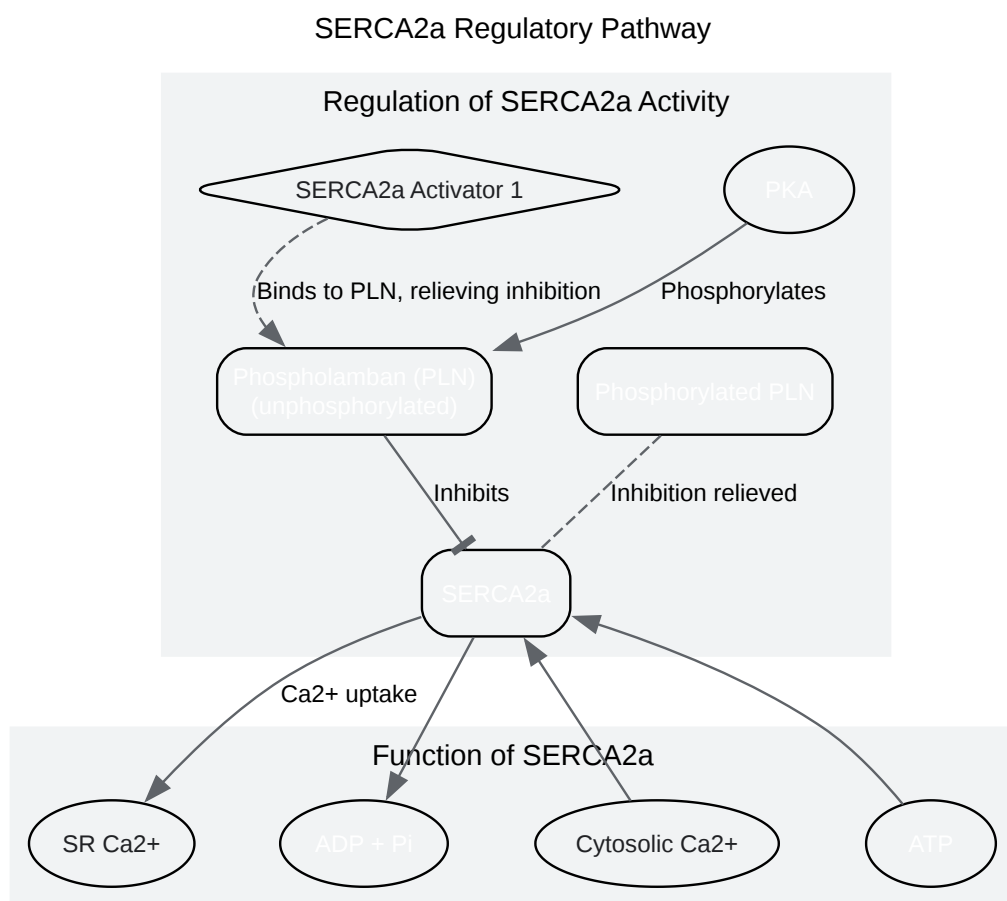 SERCA2a Regulatory Pathway
Regulation of SERCA2a Activity
SERCA2a Activator 1
PKA
Binds to PLN, relieving inhibition
Phosphorylates
Phospholamban (PLN)
(unphosphorylated)
Phosphorylated PLN
Inhibits
Inhibition relieved
SERCA2a
Ca2+ uptake
Function of SERCA2a
SR Ca2+
ADP + Pi
Cytosolic Ca2+
ATP